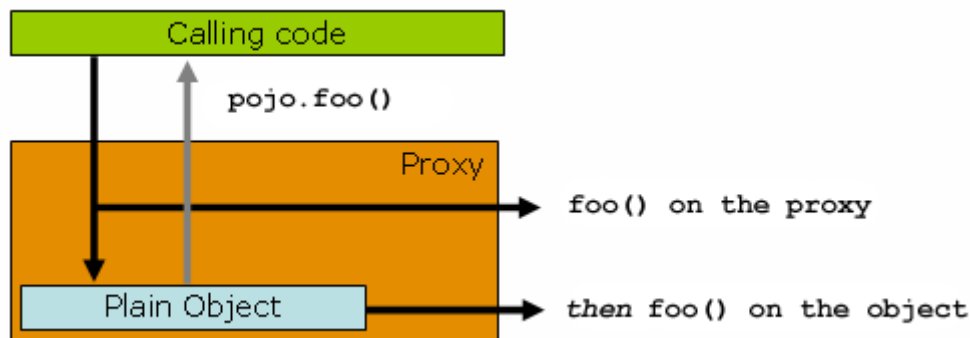 Calling code
pojo.foo()
Proxy
foo() on the proxy
Plain Object
then foo() on the object